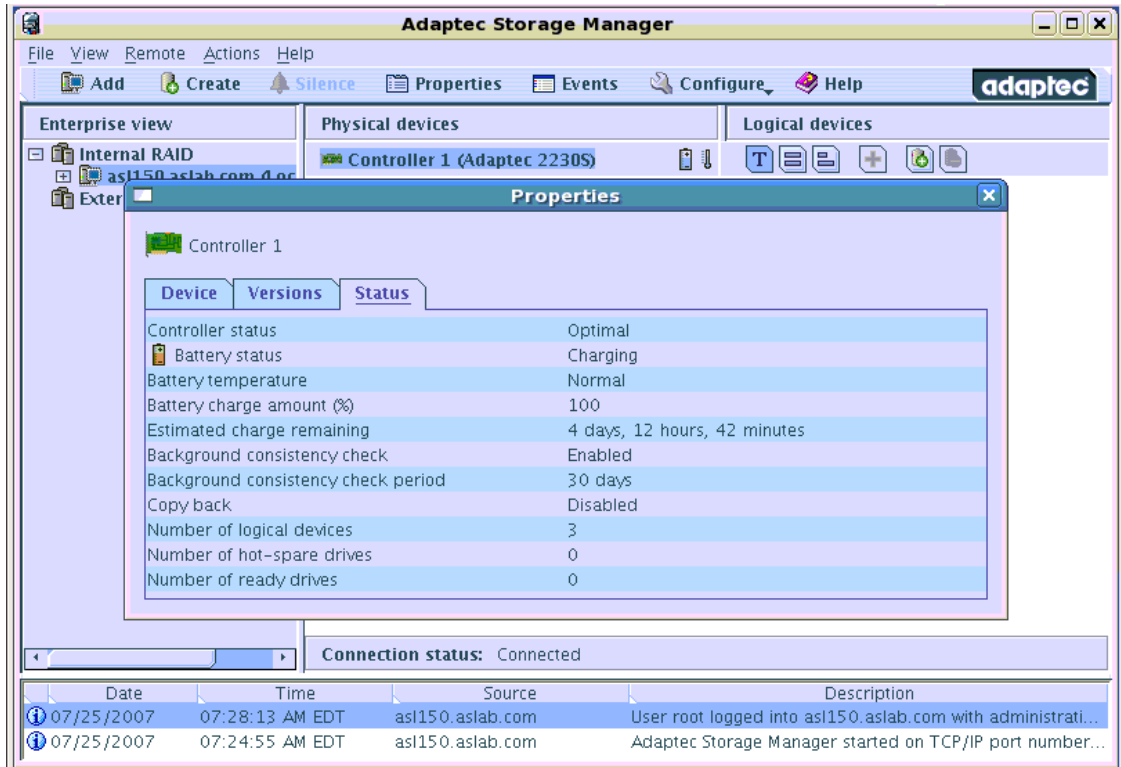 Adaptec Storage Manager
File View Remote Actions Help
Add Create Silence Properties Events Configure Help adaptec
Enterprise view Physical devices Logical devices
Internal RAID Controller 1 (Adaptec 2230S) T
asl150.aslab.com (Loc
Exter
Properties
Controller 1
Device Versions Status
Controller status Optimal
Battery status Charging
Battery temperature Normal
Battery charge amount (%) 100
Estimated charge remaining 4 days, 12 hours, 42 minutes
Background consistency check Enabled
Background consistency check period 30 days
Copy back Disabled
Number of logical devices 3
Number of hot-spare drives 0
Number of ready drives 0
Connection status: Connected
Date Time Source Description
07/25/2007 07:28:13 AM EDT asl150.aslab.com User root logged into asl150.aslab.com with administrati...
07/25/2007 07:24:55 AM EDT asl150.aslab.com Adaptec Storage Manager started on TCP/IP port number...